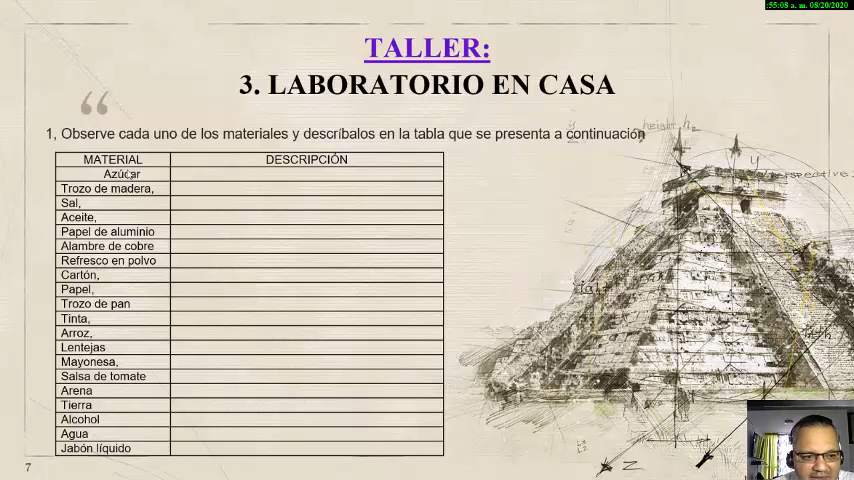 :55:08 a. m. 08/20/2020
TALLER:
3. LABORATORIO EN CASA
1, Observe cada uno de los materiales y descríbalos en la tabla que se presenta a continuación
MATERIAL DESCRIPCIÓN
Azúcar
Trozo de madera,
Sal,
Aceite,
Papel de aluminio
Alambre de cobre
Refresco en polvo
Cartón,
Papel,
Trozo de pan
Tinta,
Arroz,
Lentejas
Mayonesa,
Salsa de tomate
Arena
Tierra
Alcohol
Agua
Jabón líquido
7
height h2
y
perspective
Z